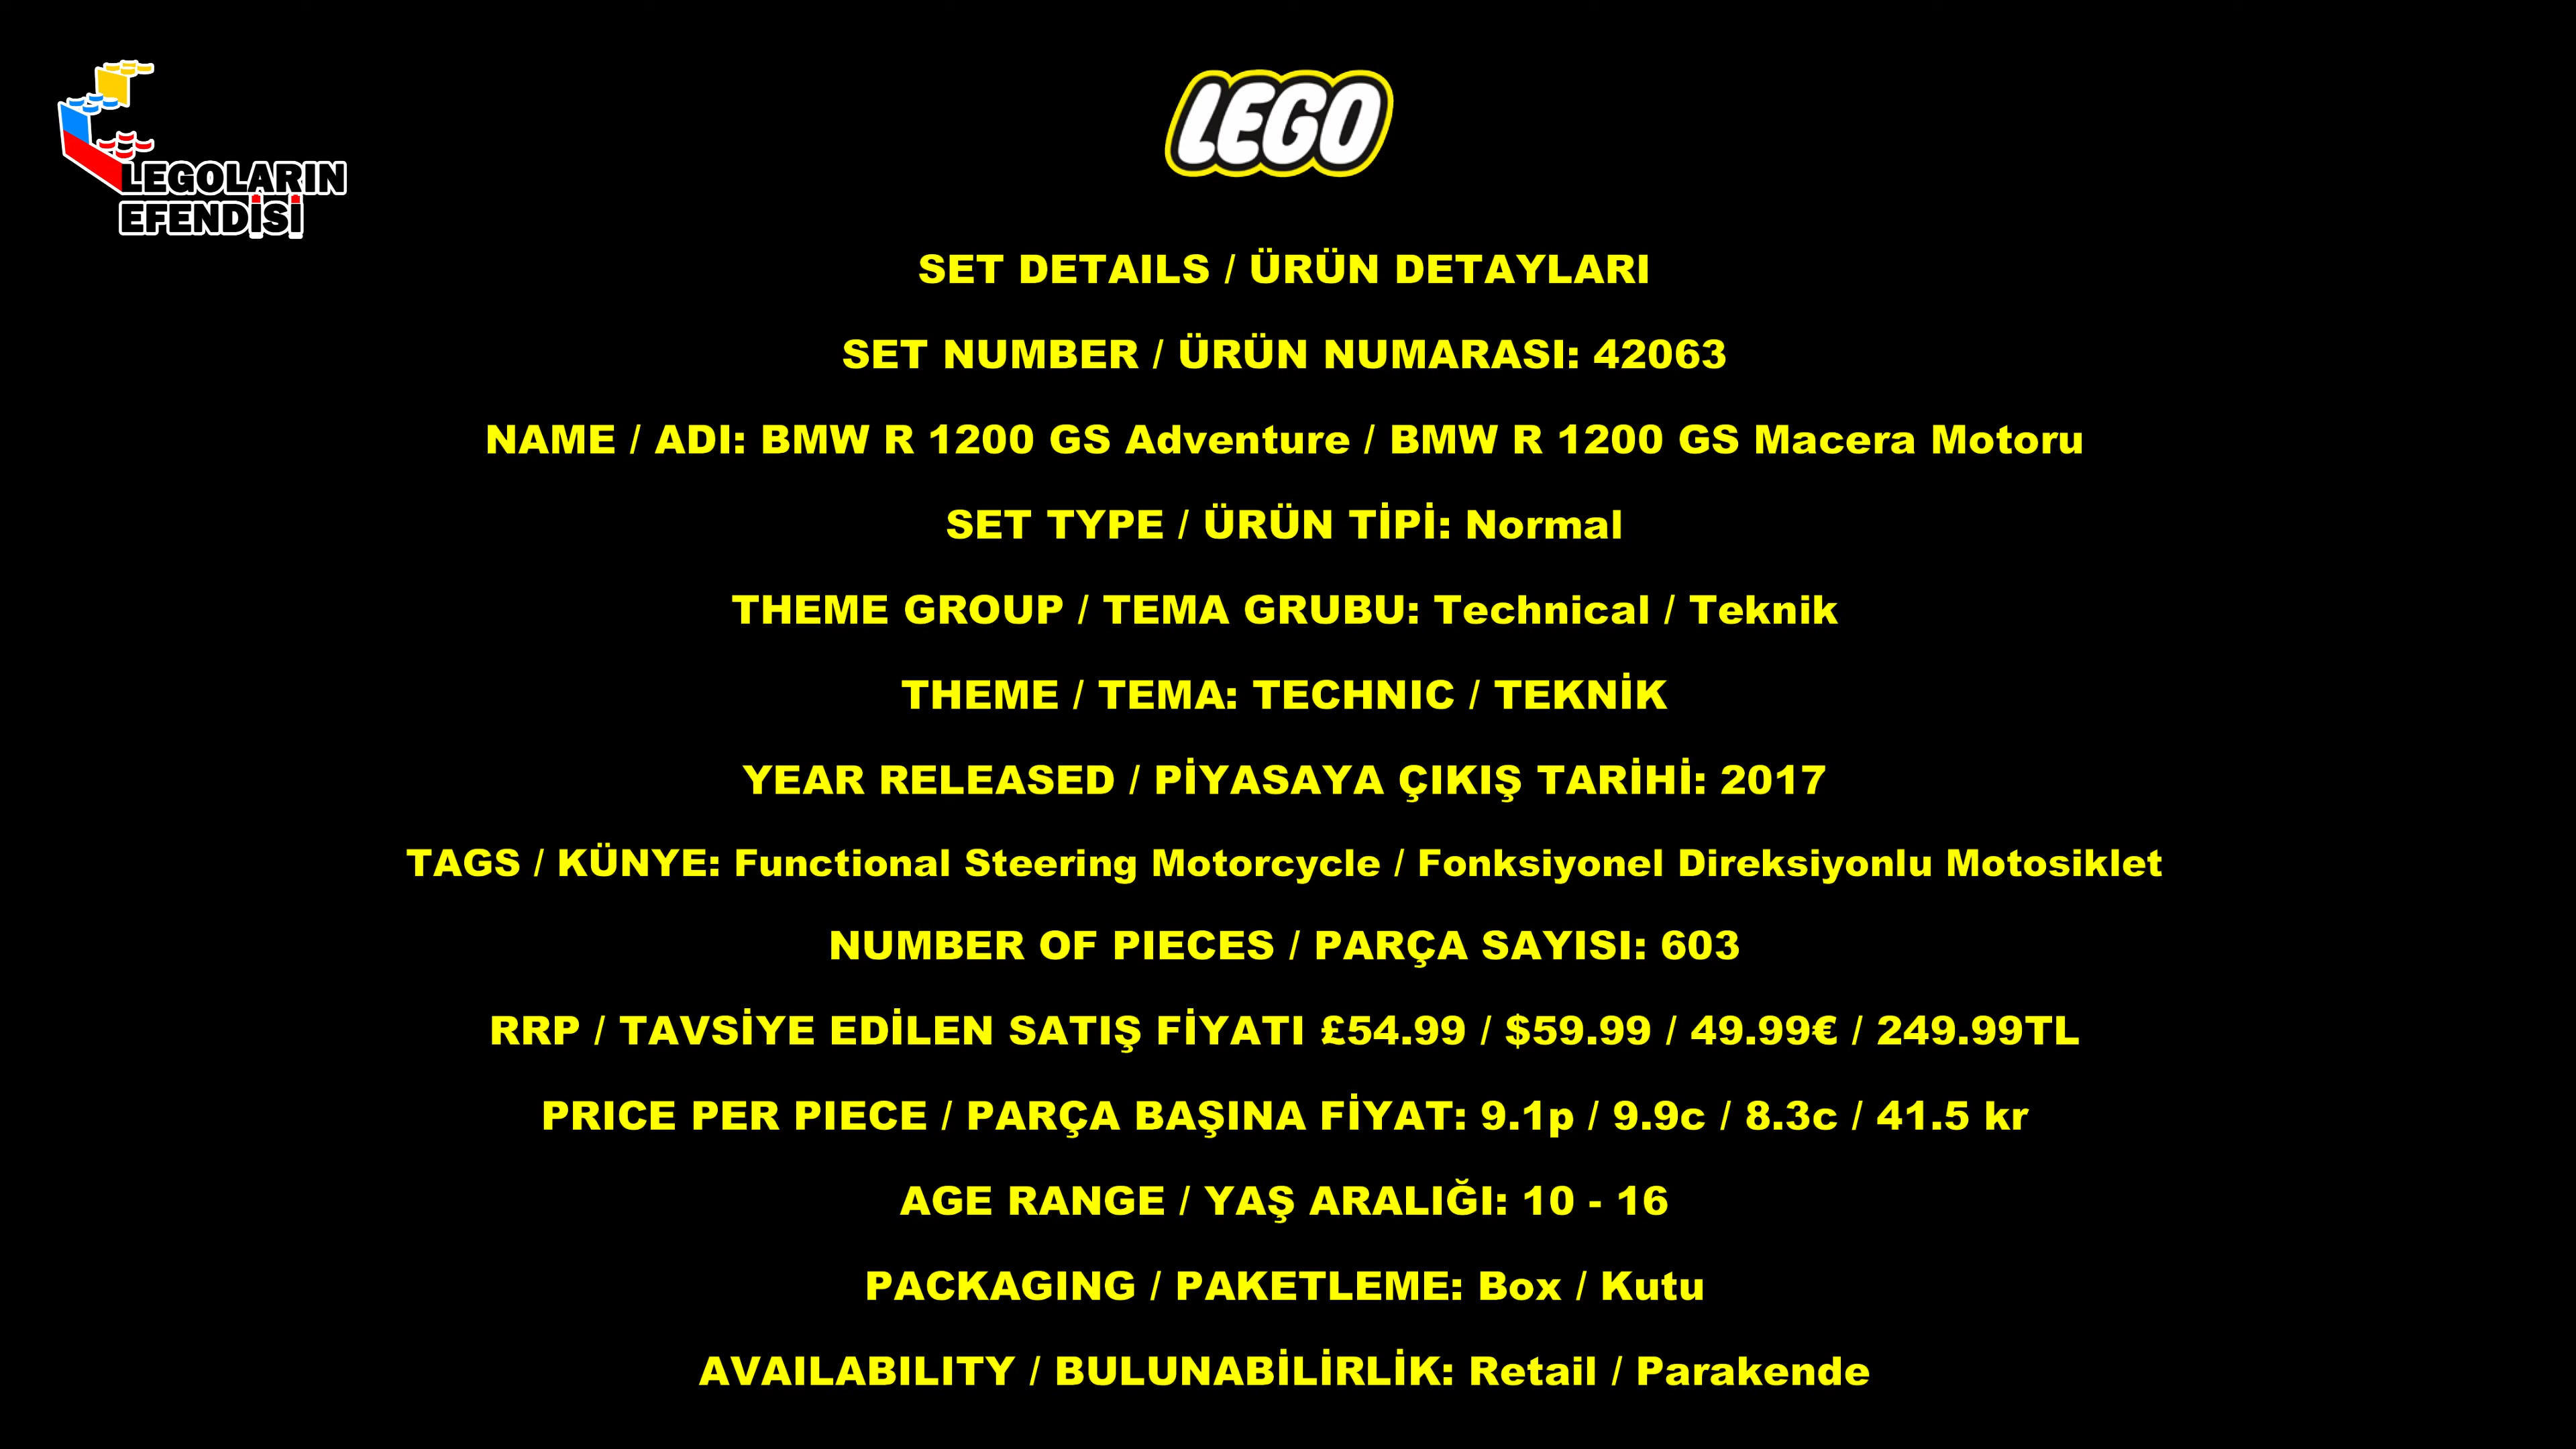 LEGOLARIN
EFENDİSİ
LEGO
SET DETAILS / ÜRÜN DETAYLARI
SET NUMBER / ÜRÜN NUMARASI: 42063
NAME / ADI: BMW R 1200 GS Adventure / BMW R 1200 GS Macera Motoru
SET TYPE / ÜRÜN TİPİ: Normal
THEME GROUP / TEMA GRUBU: Technical / Teknik
THEME / TEMA: TECHNIC / TEKNİK
YEAR RELEASED / PİYASAYA ÇIKIŞ TARİHİ: 2017
TAGS / KÜNYE: Functional Steering Motorcycle / Fonksiyonel Direksiyonlu Motosiklet
NUMBER OF PIECES / PARÇA SAYISI: 603
RRP / TAVSİYE EDİLEN SATIŞ FİYATI £54.99 / $59.99 / 49.99€ / 249.99TL
PRICE PER PIECE / PARÇA BAŞINA FİYAT: 9.1p / 9.9c / 8.3c / 41.5 kr
AGE RANGE / YAŞ ARALIĞI: 10 - 16
PACKAGING / PAKETLEME: Box / Kutu
AVAILABILITY / BULUNABİLİRLİK: Retail / Parakende